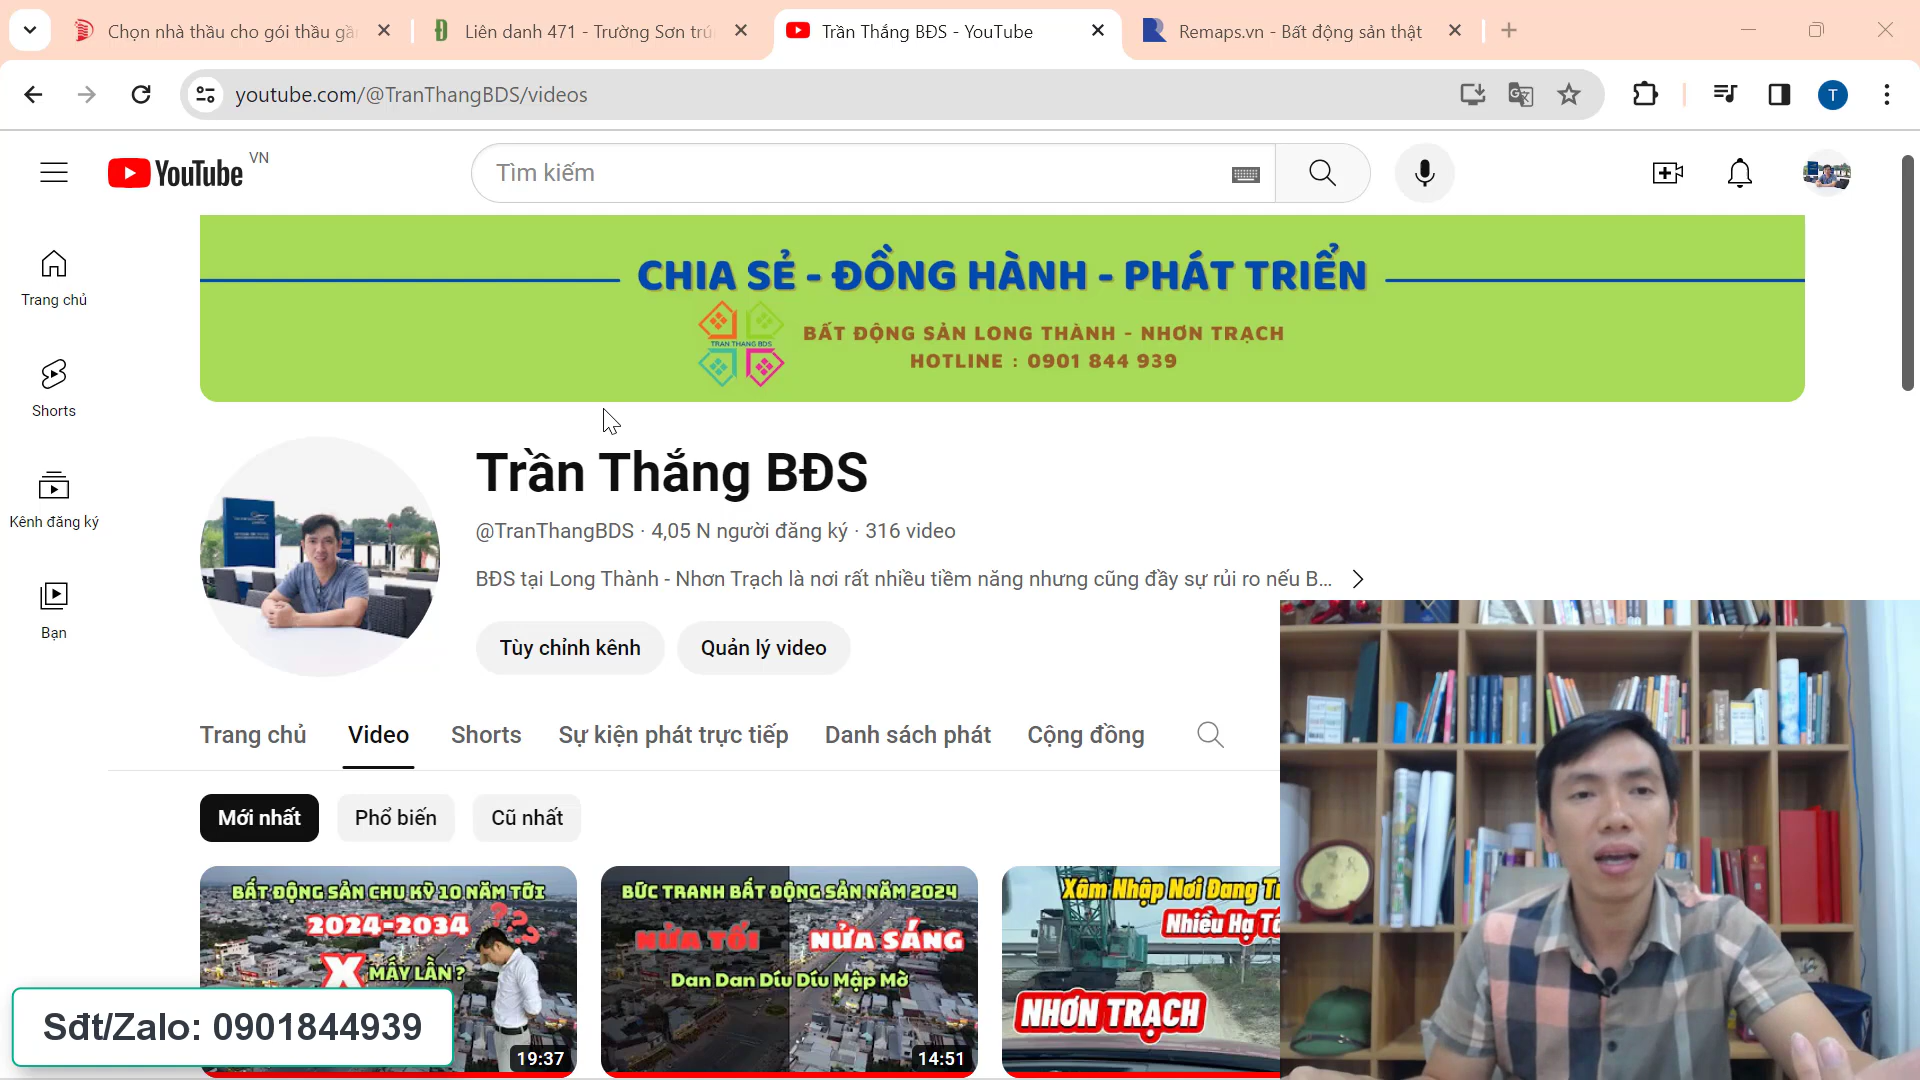 Chọn nhà thầu cho gói thầu gầ
Liên danh 471 - Trường Sơn trú
Trần Thắng BĐS - YouTube
Remaps.vn - Bất động sản thật
youtube.com/@TranThangBDS/videos
T
YouTube VN
Tìm kiếm
Trang chủ
Shorts
Kênh đăng ký
Bạn
CHIA SẺ - ĐỒNG HÀNH - PHÁT TRIỂN
TRAN THANG BDS
BẤT ĐỘNG SẢN LONG THÀNH - NHƠN TRẠCH
HOTLINE : 0901 844 939
Trần Thắng BĐS
@TranThangBDS · 4,05 N người đăng ký · 316 video
BĐS tại Long Thành - Nhơn Trạch là nơi rất nhiều tiềm năng nhưng cũng đầy sự rủi ro nếu B...
Tùy chỉnh kênh
Quản lý video
Trang chủ
Video
Shorts
Sự kiện phát trực tiếp
Danh sách phát
Cộng đồng
Mới nhất
Phổ biến
Cũ nhất
BẤT ĐỘNG SẢN CHU KỲ 10 NĂM TỚI
2024-2034
???
X MẤY LẦN?
19:37
BỨC TRANH BẤT ĐỘNG SẢN NĂM 2024
NỬA TỐI
NỬA SÁNG
Dan Dan Díu Díu Mập Mờ
14:51
Xâm Nhập Nơi Đang T
Nhiều Hạ Tầ
NHƠN TRẠCH
Sđt/Zalo: 0901844939